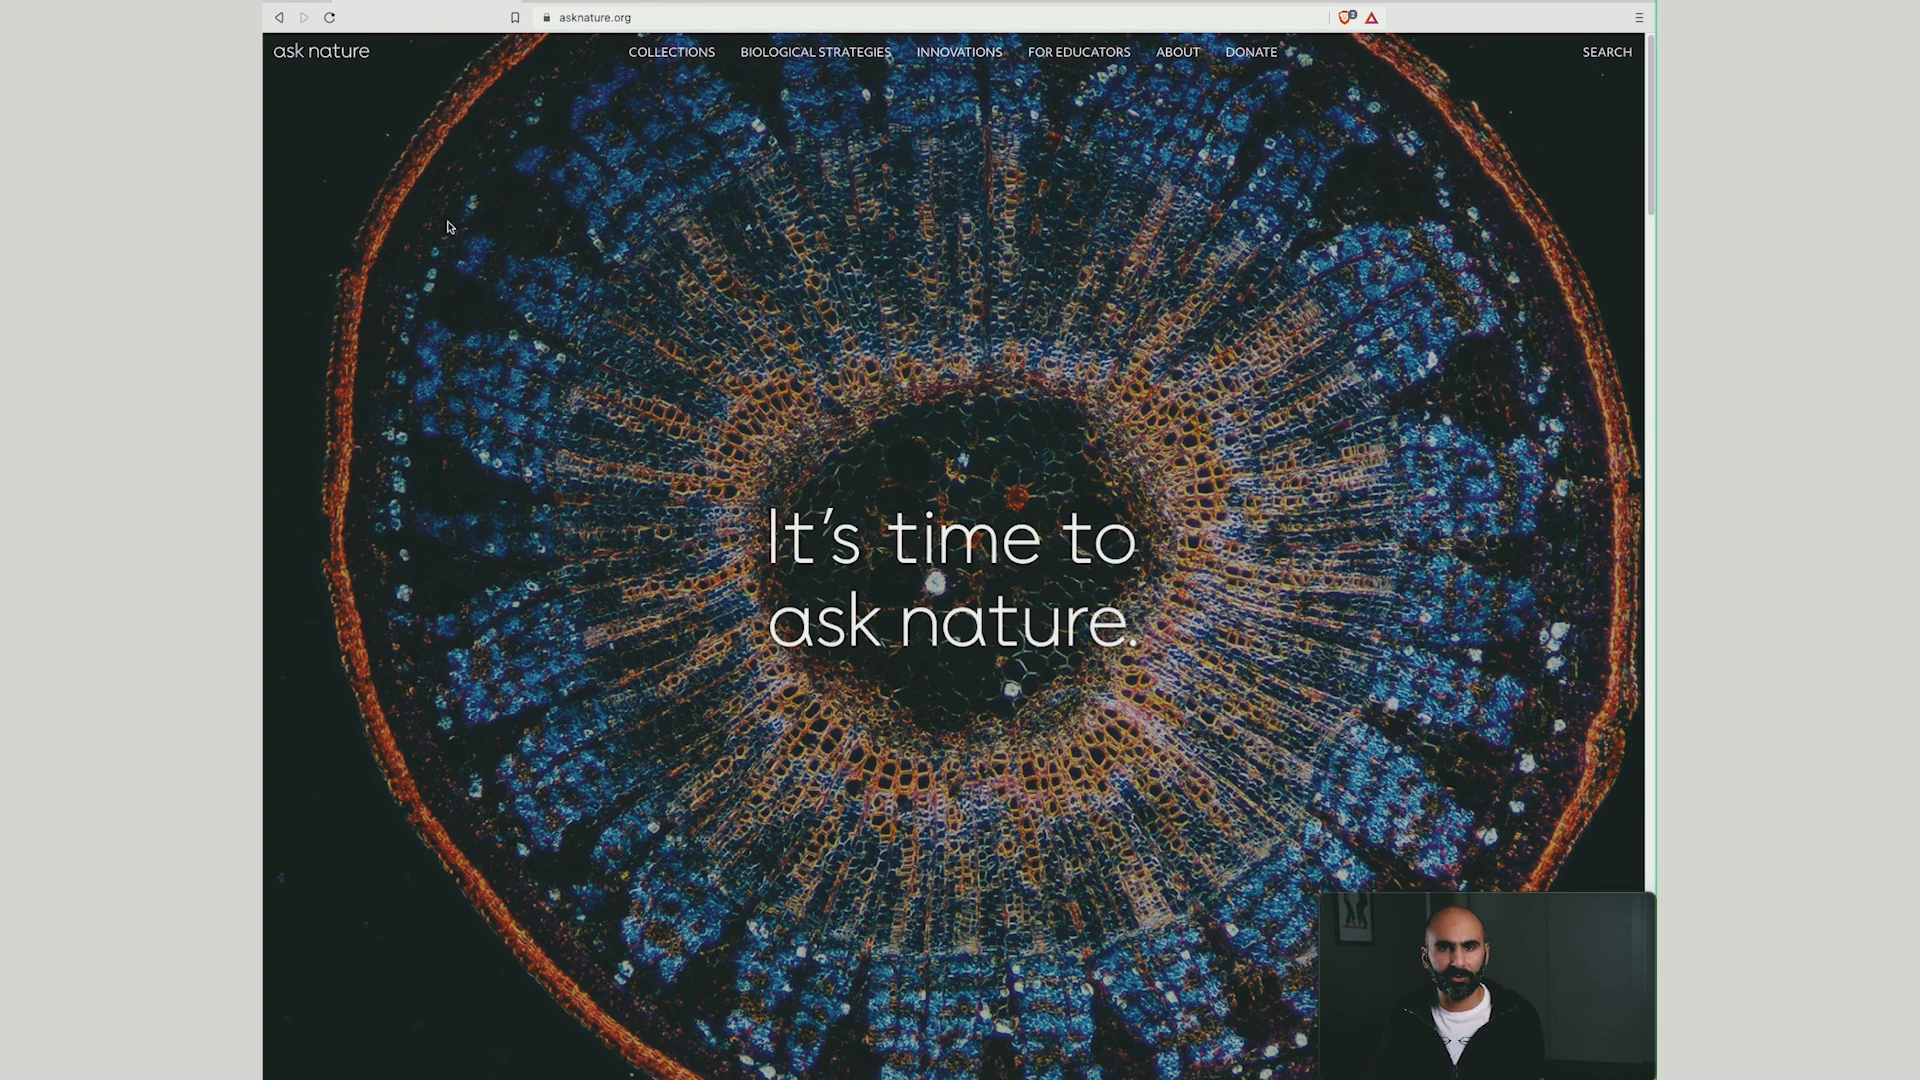 asknature.org
ask nature
COLLECTIONS BIOLOGICAL STRATEGIES INNOVATIONS FOR EDUCATORS ABOUT DONATE SEARCH
It’s time to
ask nature.